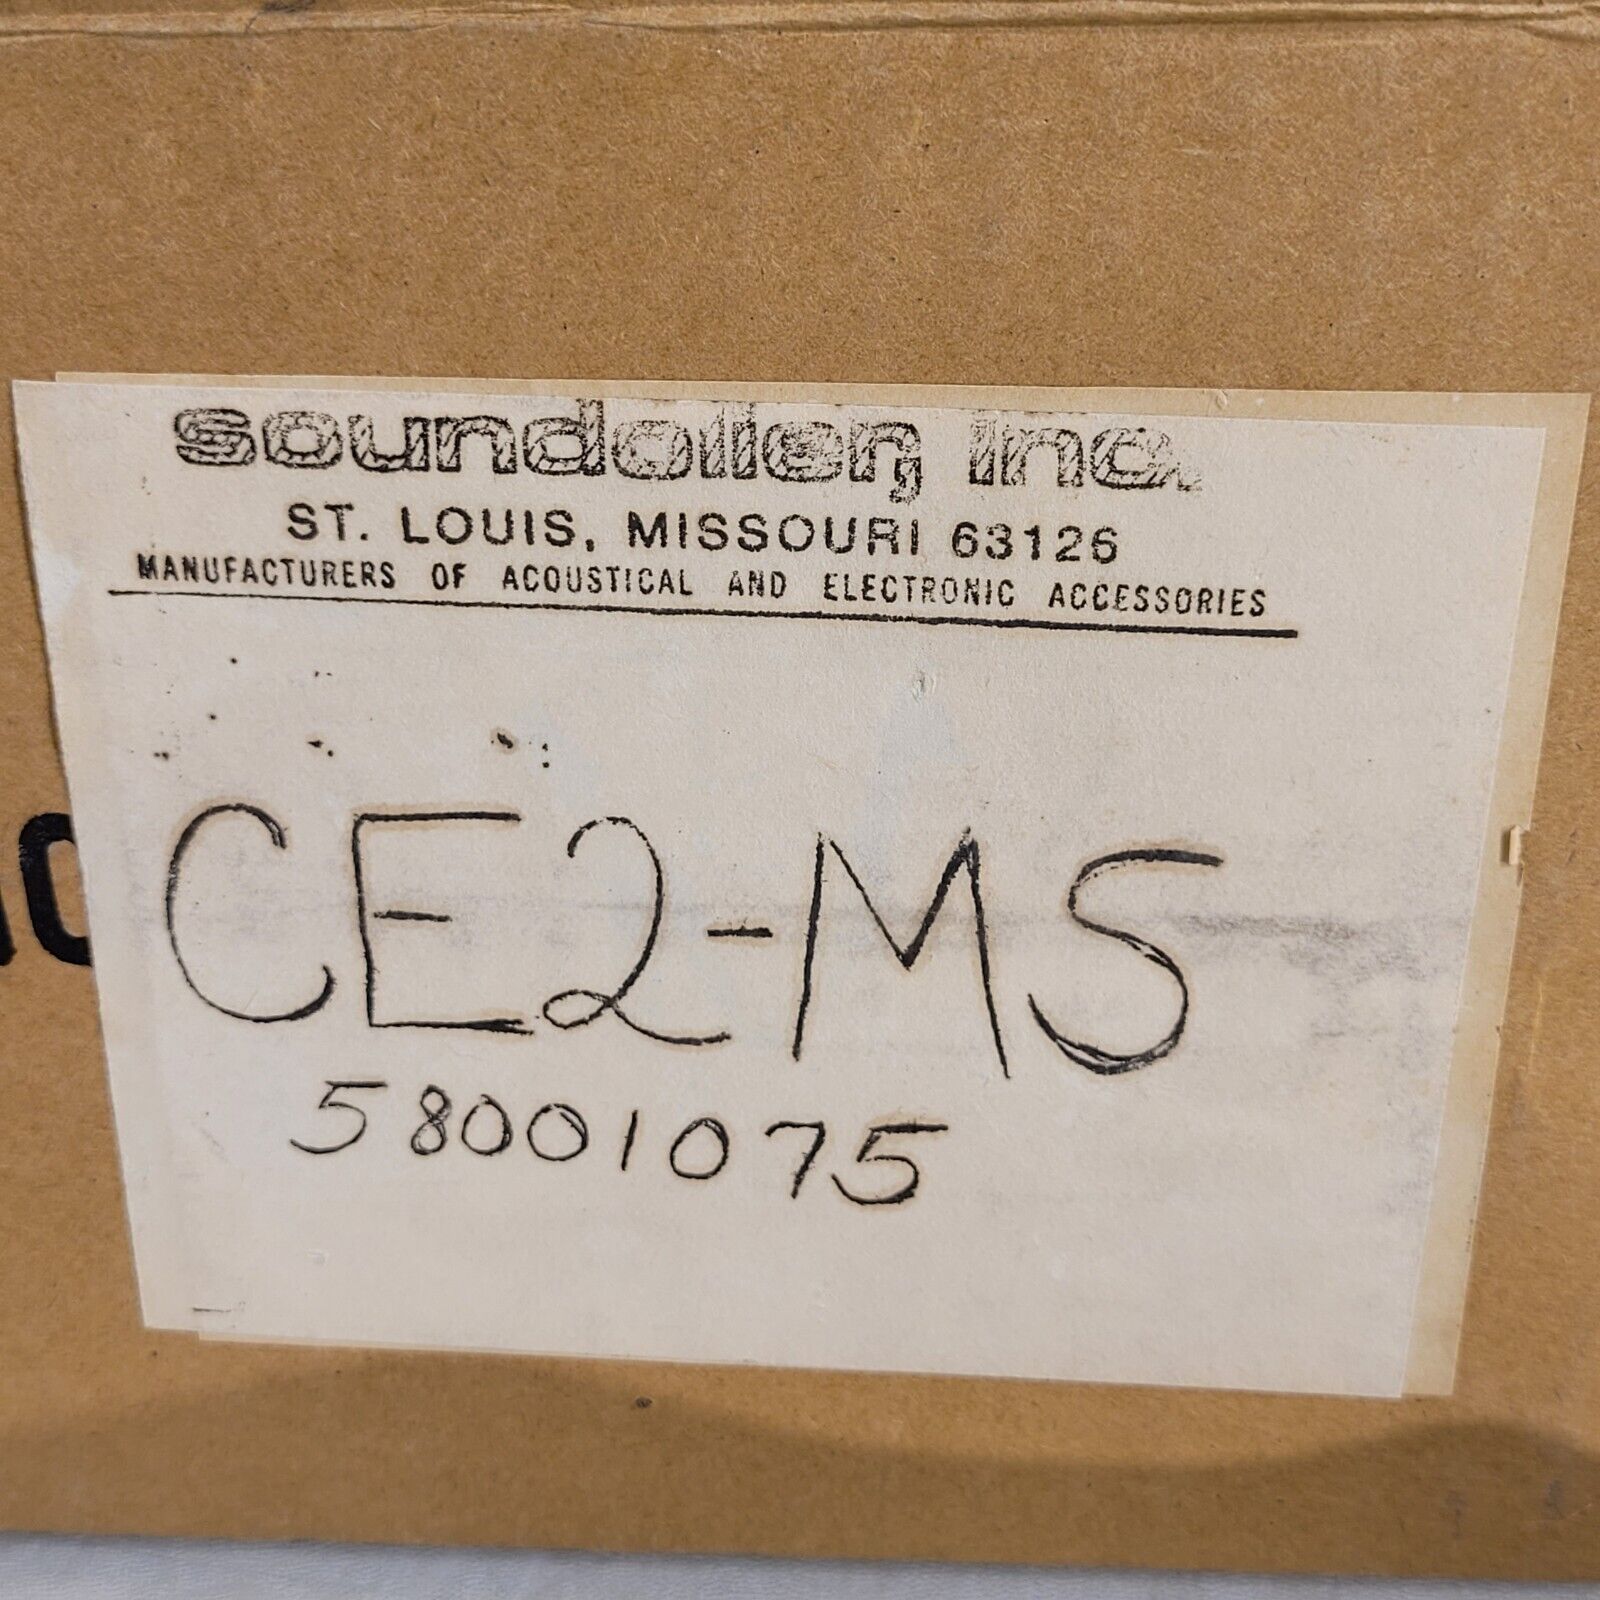 soundolier, inc.
ST. LOUIS, MISSOURI 63126
MANUFACTURERS OF ACOUSTICAL AND ELECTRONIC ACCESSORIES
CE2-MS
58001075